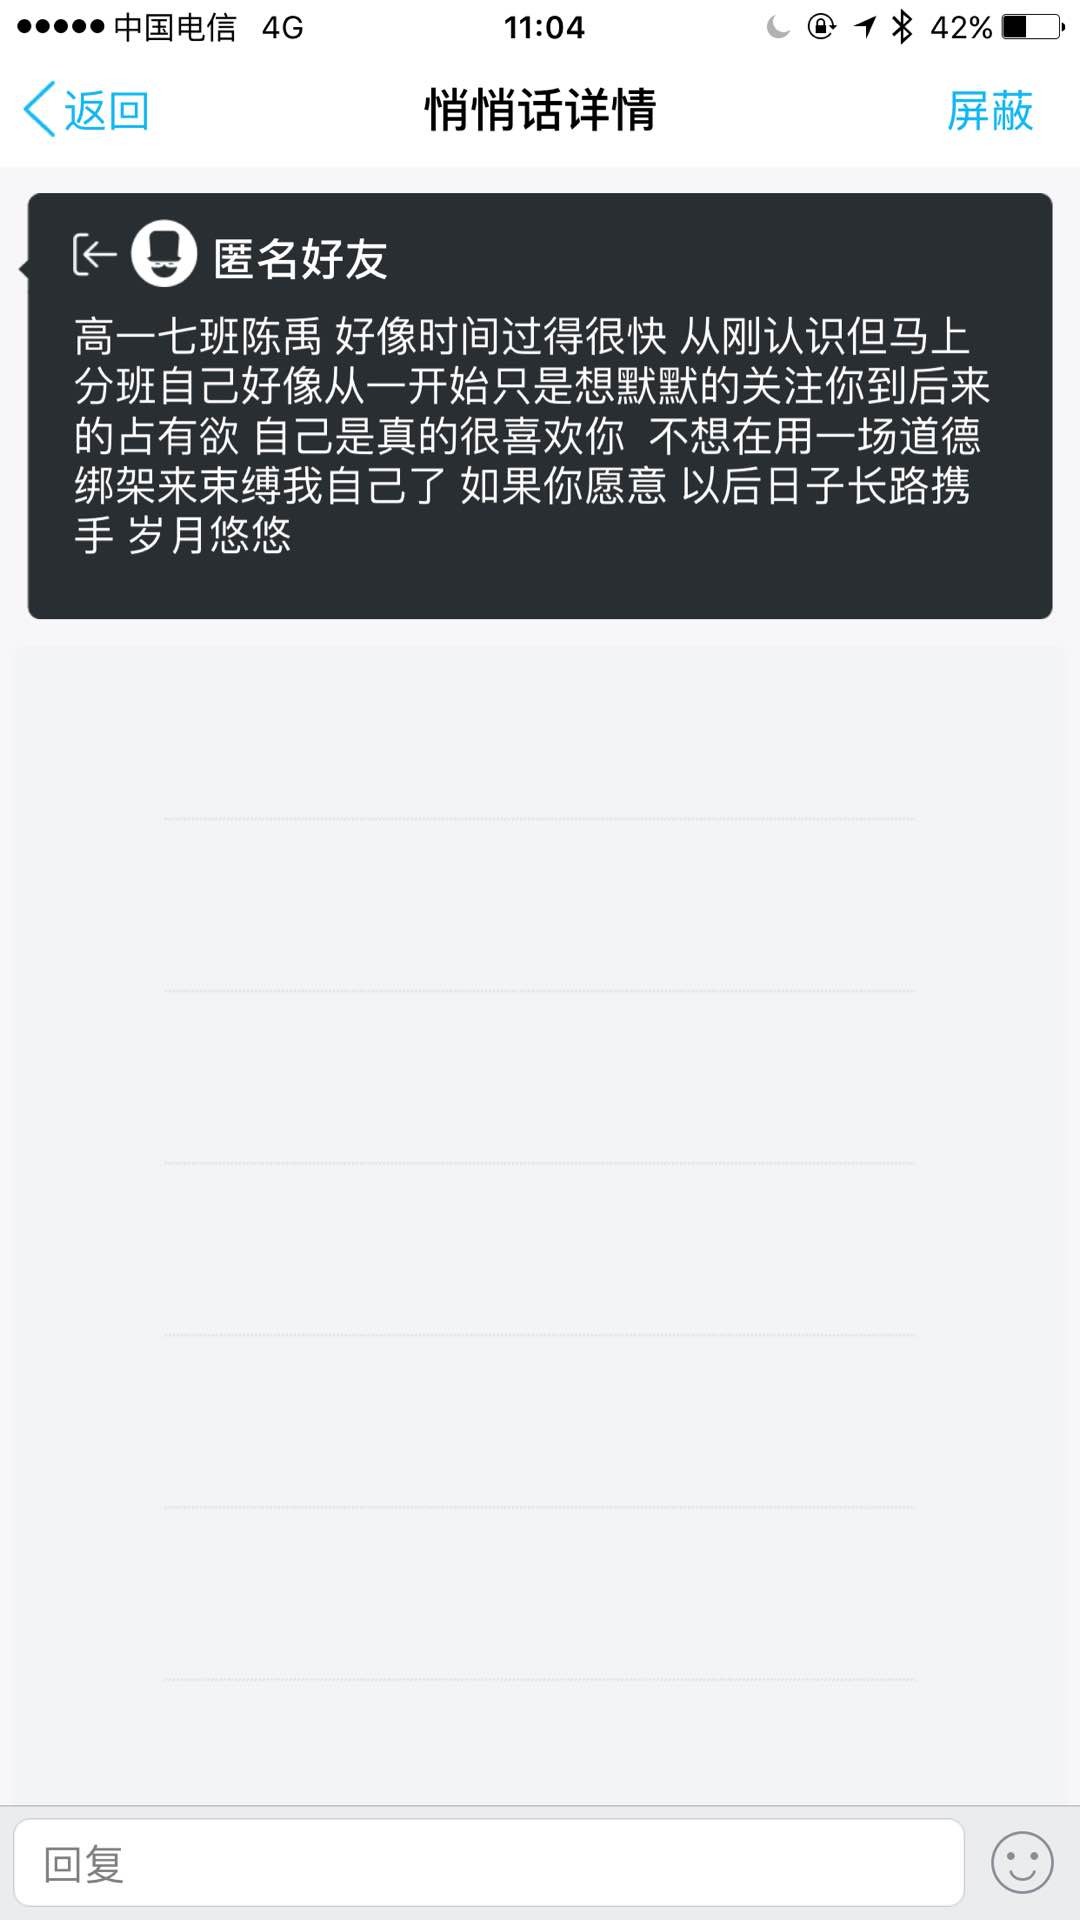 中国电信 4G 11:04 42%
返回 悄悄话详情 屏蔽
匿名好友
高一七班陈禹 好像时间过得很快 从刚认识但马上
分班自己好像从一开始只是想默默的关注你到后来
的占有欲 自己是真的很喜欢你  不想在用一场道德
绑架来束缚我自己了 如果你愿意 以后日子长路携
手 岁月悠悠
回复